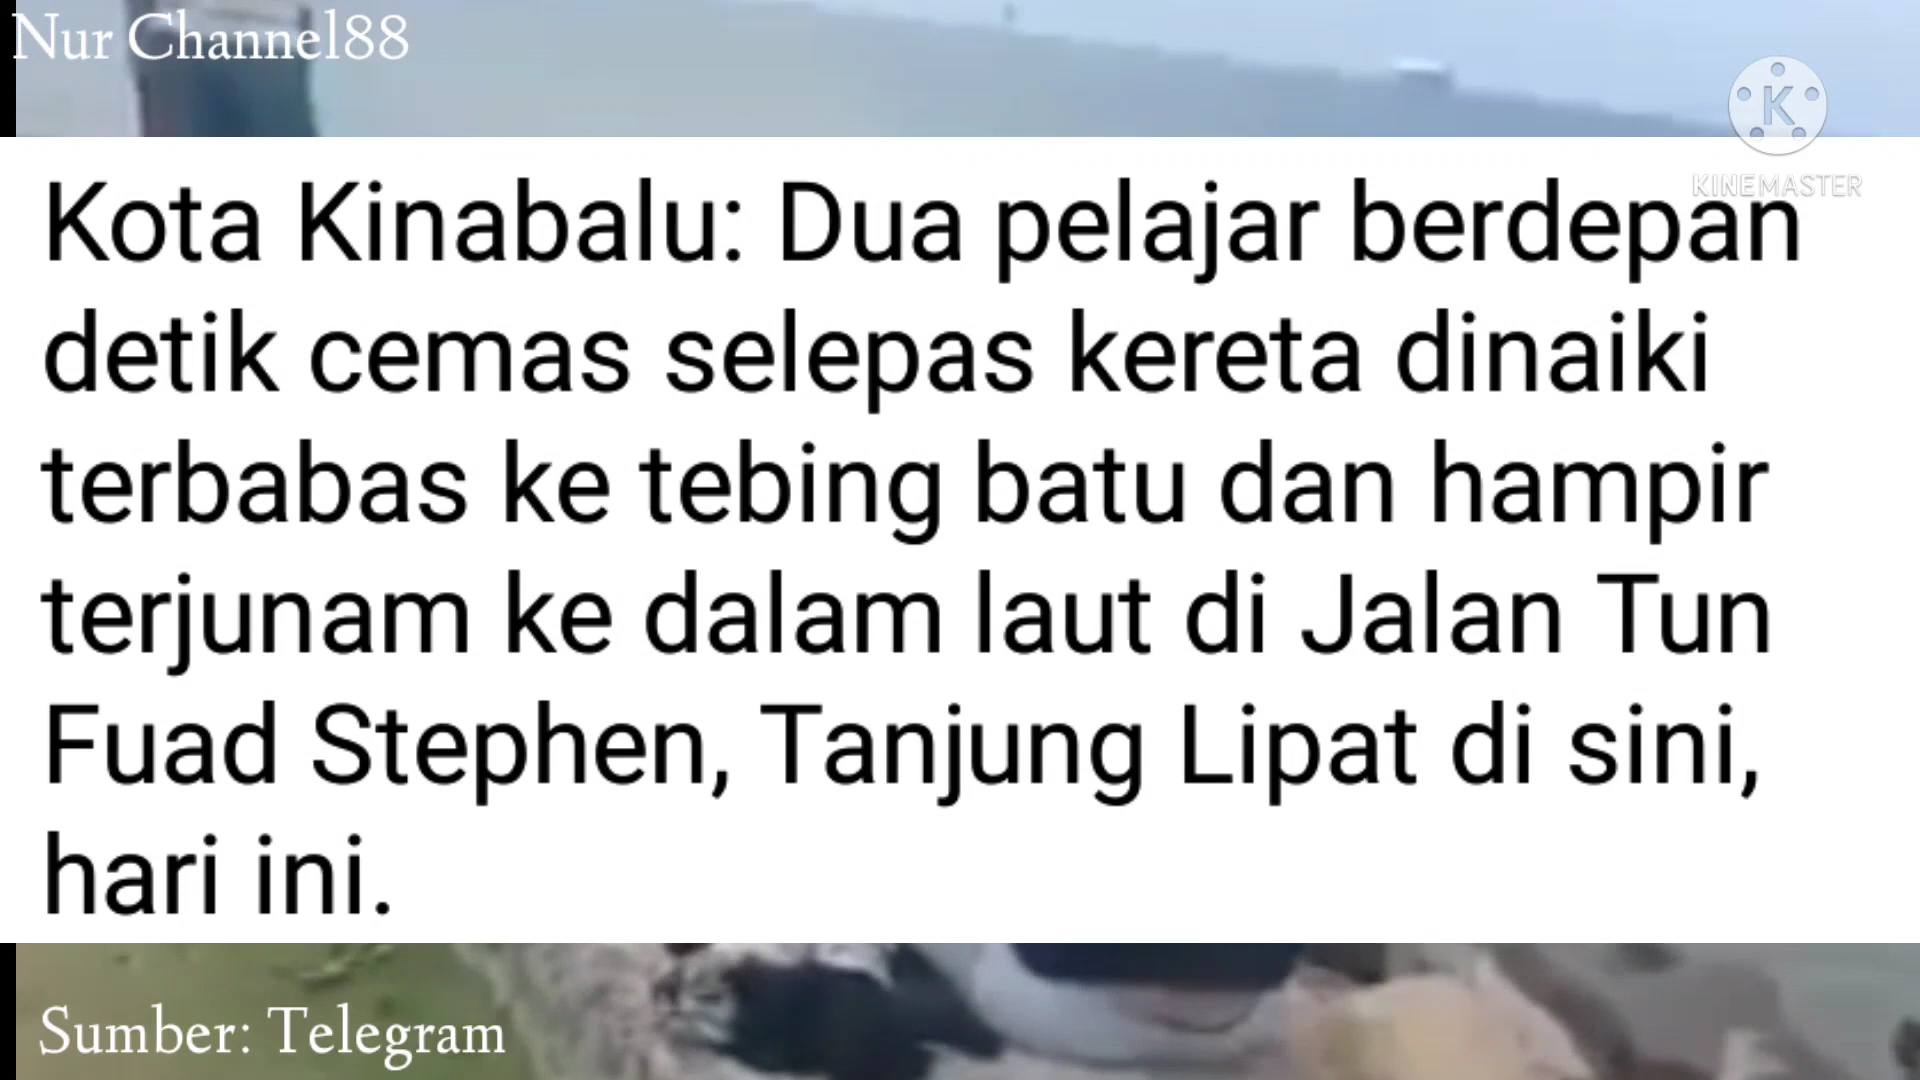 Nur Channel88
KINEMASTER
Kota Kinabalu: Dua pelajar berdepan
detik cemas selepas kereta dinaiki
terbabas ke tebing batu dan hampir
terjunam ke dalam laut di Jalan Tun
Fuad Stephen, Tanjung Lipat di sini,
hari ini.
Sumber: Telegram